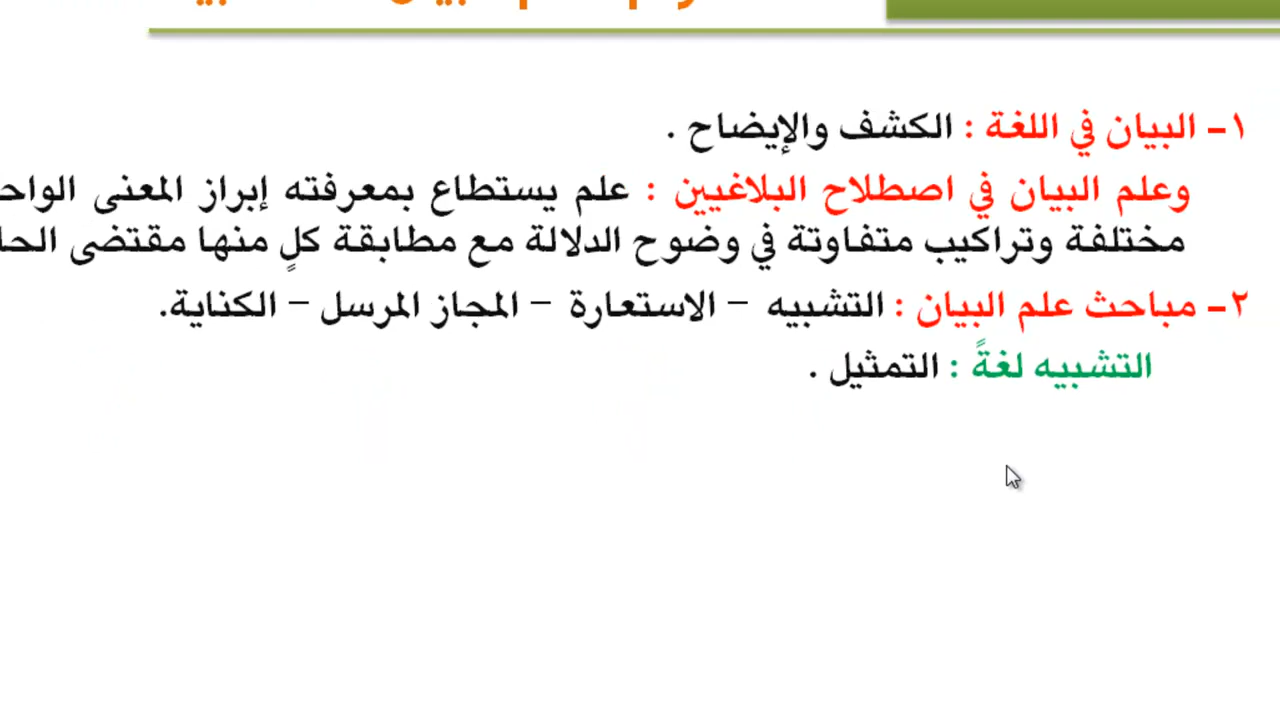 ١- البيان في اللغة : الكشف والإيضاح .
وعلم البيان في اصطلاح البلاغيين : علم يستطاع بمعرفته إبراز المعنى
مختلفة وتراكيب متفاوتة في وضوح الدلالة مع مطابقة كلٍ منها مقتضى
٢- مباحث علم البيان : التشبيه – الاستعارة – المجاز المرسل – الكناية.
التشبيه لغةً : التمثيل .